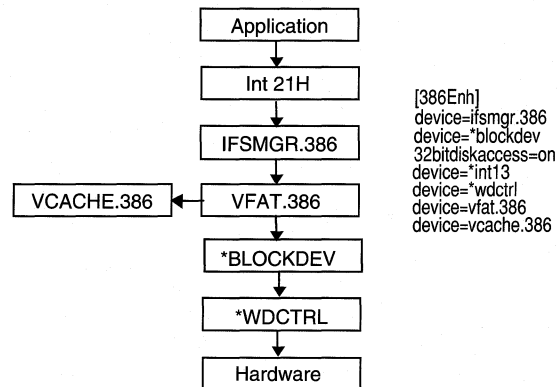 Application
Int 21H
IFSMGR.386
VCACHE.386
VFAT.386
*BLOCKDEV
*WDCTRL
Hardware
[386Enh]
device=ifsmgr.386
device=*blockdev
32bitdiskaccess=on
device=*int13
device=*wdctrl
device=vfat.386
device=vcache.386